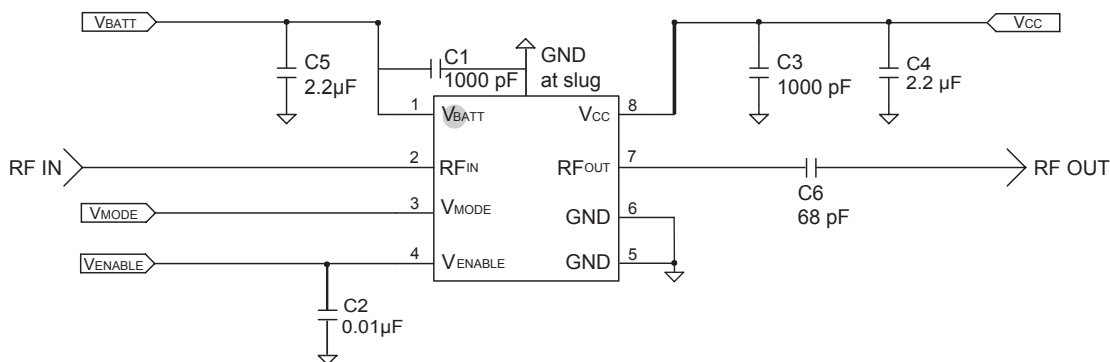 VBATT
VCC
C5
2.2µF
C1
1000 pF
GND
at slug
C3
1000 pF
C4
2.2 µF
1
VBATT
VCC
8
RF IN
2
RFIN
RFOUT
7
C6
68 pF
RF OUT
VMODE
3
VMODE
GND
6
VENABLE
4
VENABLE
GND
5
C2
0.01µF